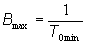 B_max = 1 / T_0min